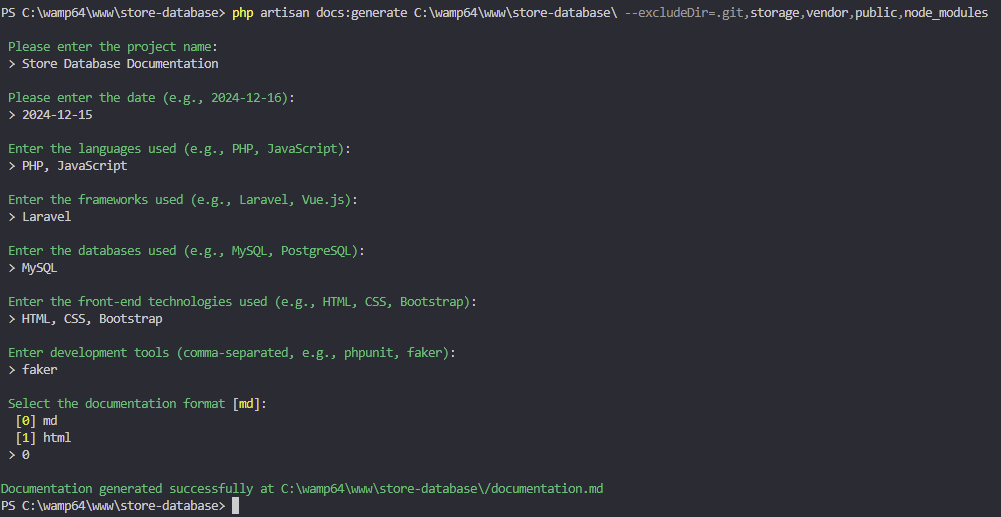 PS C:\wamp64\www\store-database> php artisan docs:generate C:\wamp64\www\store-database\ --excludeDir=.git,storage,vendor,public,node_modules
Please enter the project name:
> Store Database Documentation
Please enter the date (e.g., 2024-12-16):
> 2024-12-15
Enter the languages used (e.g., PHP, JavaScript):
> PHP, JavaScript
Enter the frameworks used (e.g., Laravel, Vue.js):
> Laravel
Enter the databases used (e.g., MySQL, PostgreSQL):
> MySQL
Enter the front-end technologies used (e.g., HTML, CSS, Bootstrap):
> HTML, CSS, Bootstrap
Enter development tools (comma-separated, e.g., phpunit, faker):
> faker
Select the documentation format [md]:
[0] md
[1] html
> 0
Documentation generated successfully at C:\wamp64\www\store-database\/documentation.md
PS C:\wamp64\www\store-database>